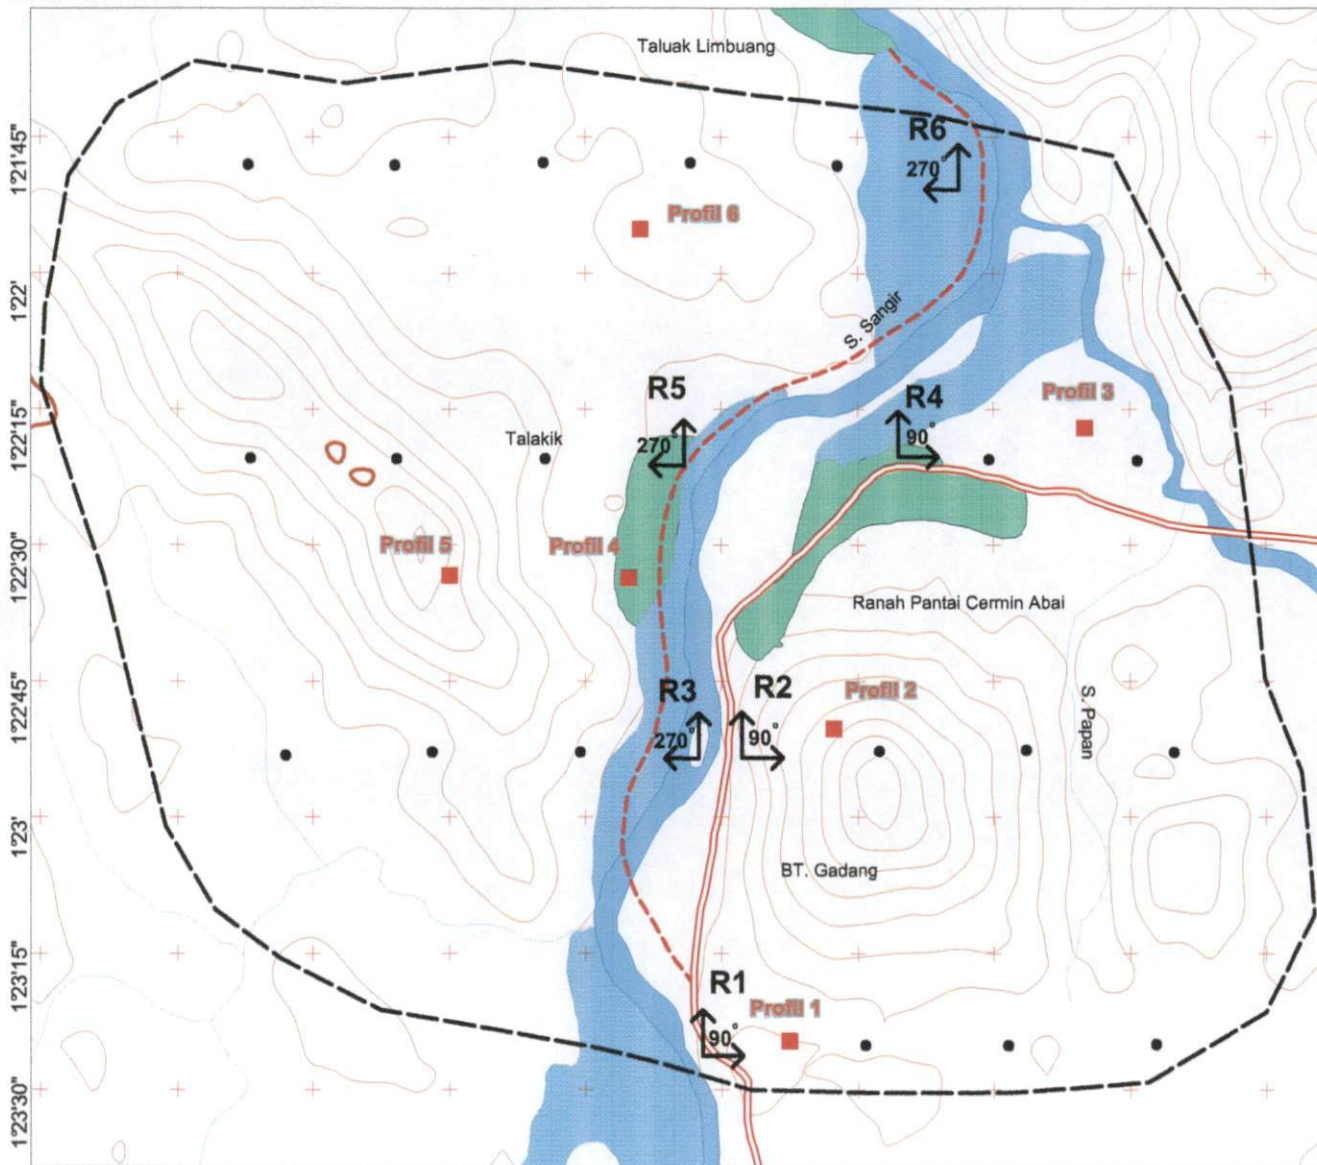 Taluak Limbuang
R6
1°21'45"
270°
Profil 6
1°22'
S. Sangir
R5
R4
Profil 3
1°22'15"
Talakik
270°
90°
1°22'30"
Profil 5
Profil 4
Ranah Pantai Cermin Abai
1°22'45"
R3
R2
Profil 2
S. Papan
270°
90°
1°23'
BT. Gadang
1°23'15"
R1
Profil 1
90°
1°23'30"